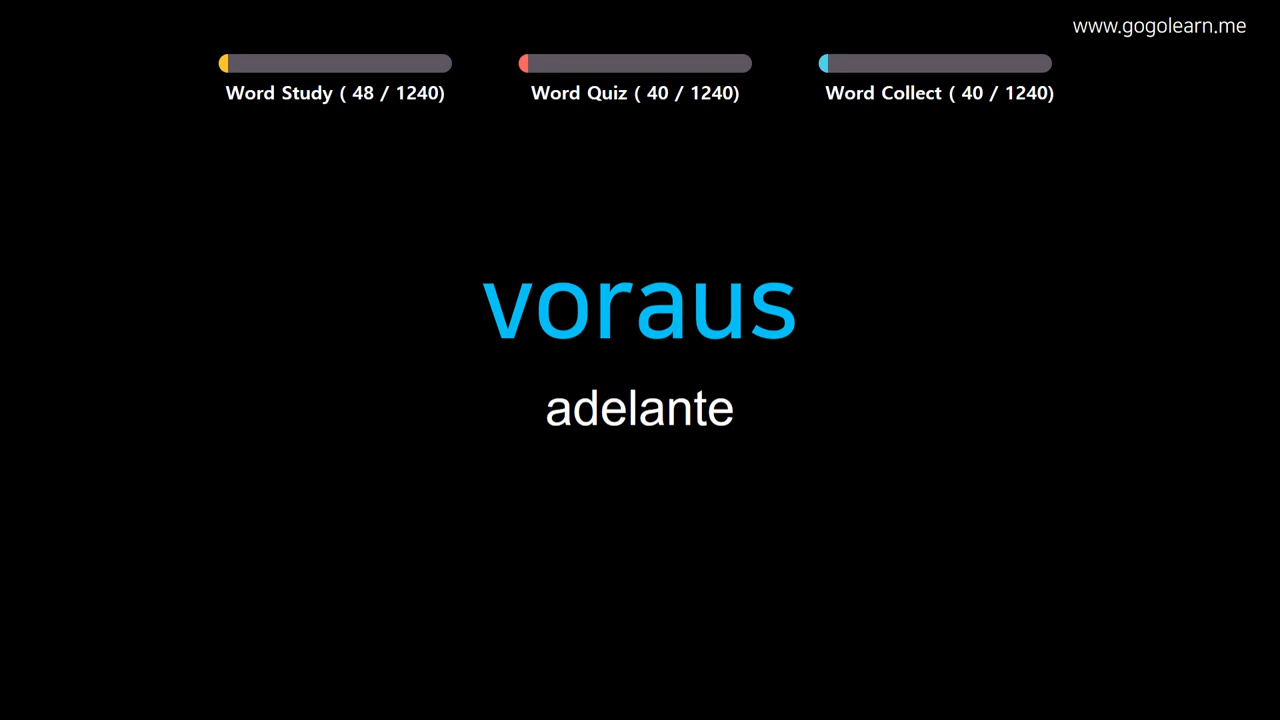 www.gogolearn.me
Word Study ( 48 / 1240)
Word Quiz ( 40 / 1240)
Word Collect ( 40 / 1240)
voraus
adelante